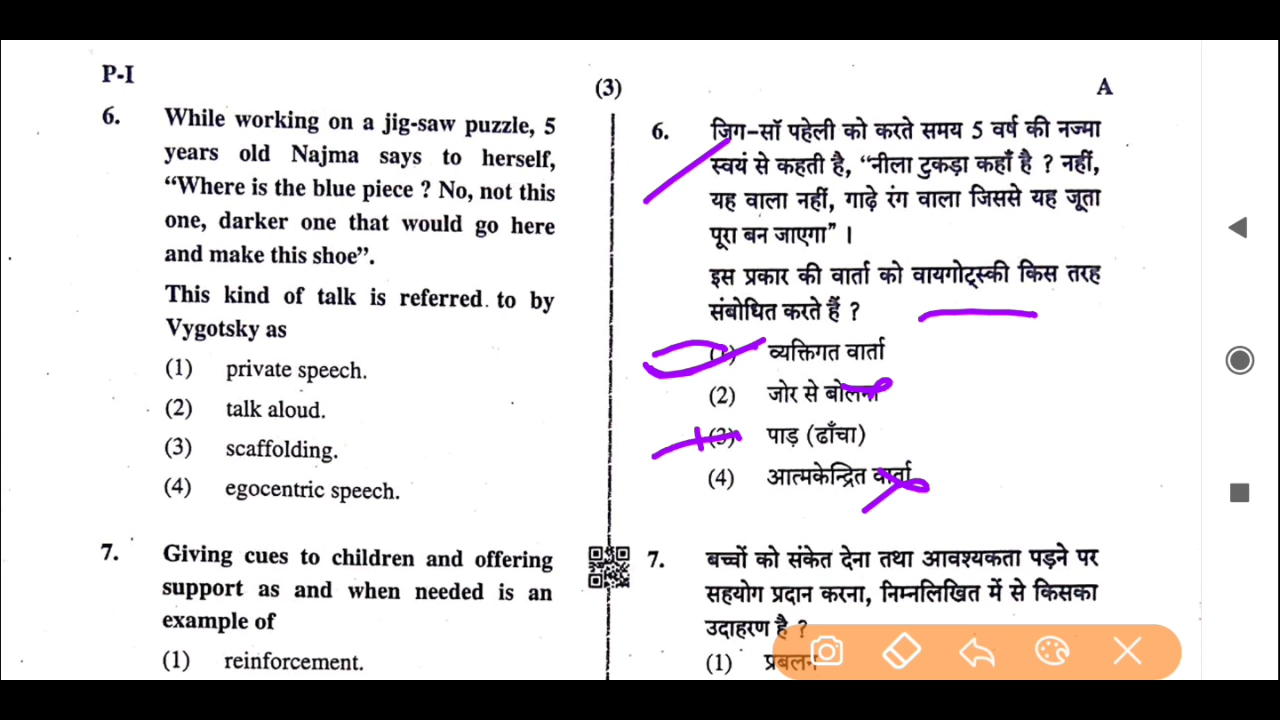 P-I
(3)
A
6. While working on a jig-saw puzzle, 5
years old Najma says to herself,
“Where is the blue piece ? No, not this
one, darker one that would go here
and make this shoe”.
This kind of talk is referred to by
Vygotsky as
(1) private speech.
(2) talk aloud.
(3) scaffolding.
(4) egocentric speech.
7. Giving cues to children and offering
support as and when needed is an
example of
(1) reinforcement.
6. जिग-सॉ पहेली को करते समय 5 वर्ष की नज्मा
स्वयं से कहती है, “नीला टुकड़ा कहाँ है ? नहीं,
यह वाला नहीं, गाढ़े रंग वाला जिससे यह जूता
पूरा बन जाएगा” ।
इस प्रकार की वार्ता को वायगोट्स्की किस तरह
संबोधित करते हैं ?
(1) व्यक्तिगत वार्ता
(2) जोर से बोलना
(3) पाड़ (ढाँचा)
(4) आत्मकेन्द्रित वार्ता
7. बच्चों को संकेत देना तथा आवश्यकता पड़ने पर
सहयोग प्रदान करना, निम्नलिखित में से किसका
उदाहरण है ?
(1) प्रबलन